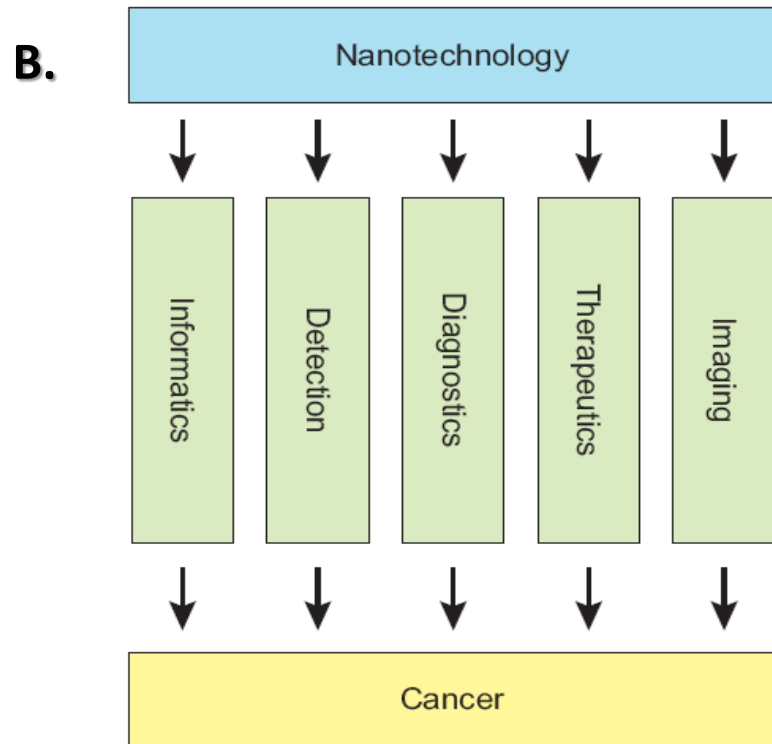 B.
Nanotechnology
Informatics
Detection
Diagnostics
Therapeutics
Imaging
Cancer